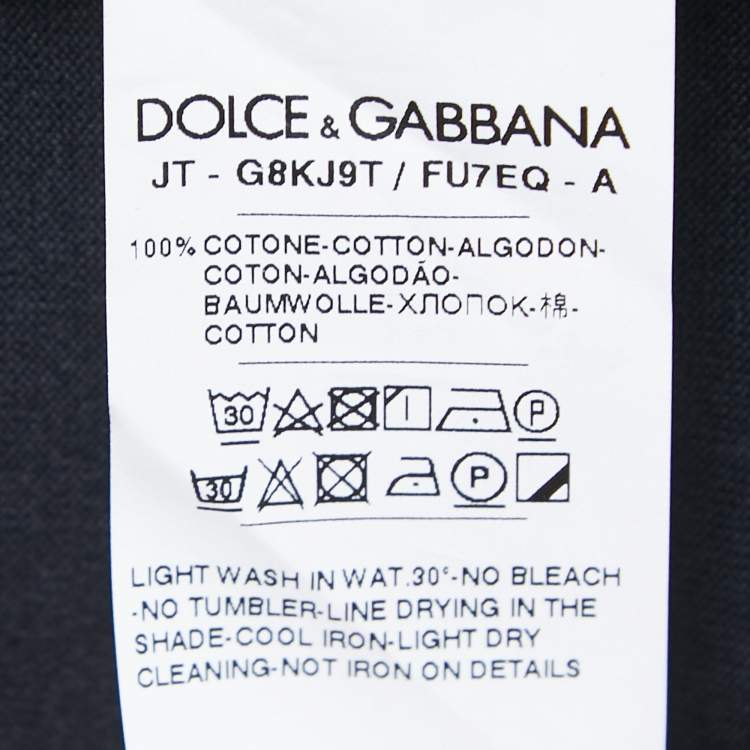 DOLCE & GABBANA
JT - G8KJ9T / FU7EQ - A
100% COTONE-COTTON-ALGODON-
COTON-ALGODÃO-
BAUMWOLLE-ХЛОПОК-棉-
COTTON
30 P
30 P
LIGHT WASH IN WAT.30°-NO BLEACH
-NO TUMBLER-LINE DRYING IN THE
SHADE-COOL IRON-LIGHT DRY
CLEANING-NOT IRON ON DETAILS